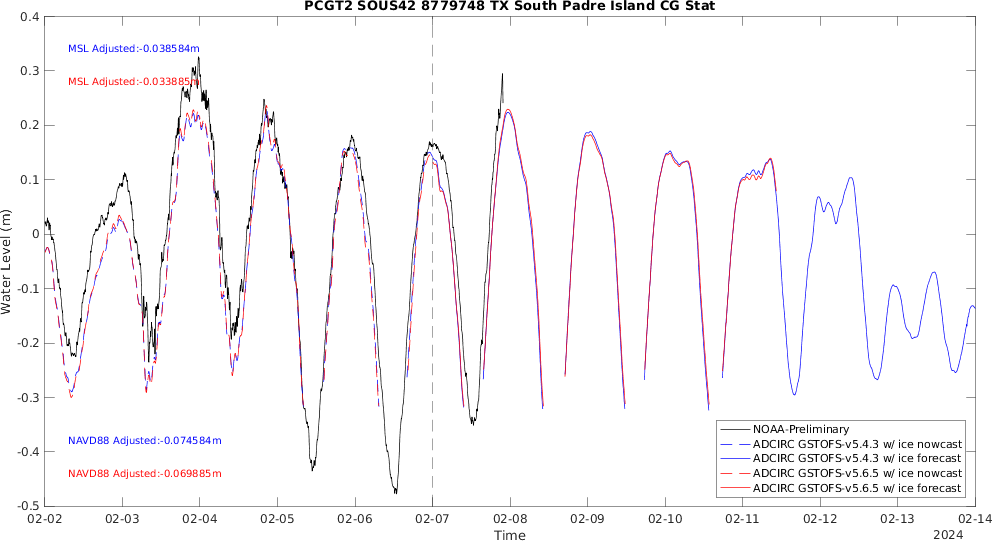 PCGT2 SOUS42 8779748 TX South Padre Island CG Stat
0.4
0.3
0.2
0.1
0
-0.1
-0.2
-0.3
-0.4
-0.5
Water Level (m)
MSL Adjusted:-0.038584m
MSL Adjusted:-0.033885m
NAVD88 Adjusted:-0.074584m
NAVD88 Adjusted:-0.069885m
NOAA-Preliminary
ADCIRC GSTOFS-v5.4.3 w/ ice nowcast
ADCIRC GSTOFS-v5.4.3 w/ ice forecast
ADCIRC GSTOFS-v5.6.5 w/ ice nowcast
ADCIRC GSTOFS-v5.6.5 w/ ice forecast
02-02 02-03 02-04 02-05 02-06 02-07 02-08 02-09 02-10 02-11 02-12 02-13 02-14
Time
2024